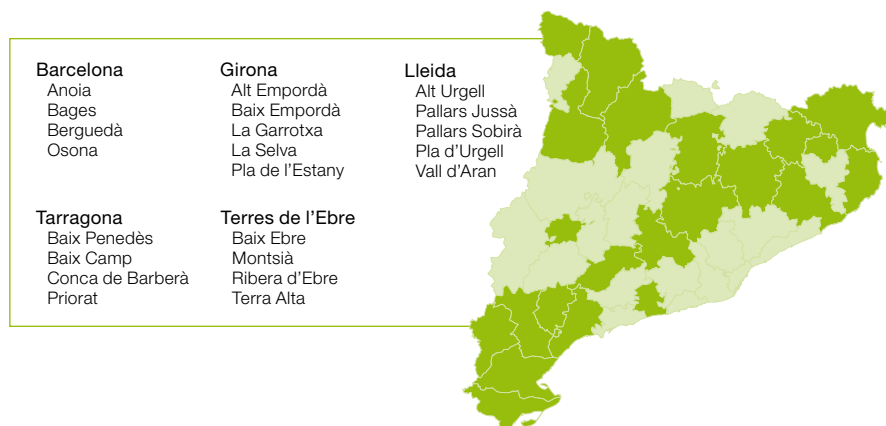 Barcelona
Anoia
Bages
Berguedà
Osona
Girona
Alt Empordà
Baix Empordà
La Garrotxa
La Selva
Pla de l’Estany
Lleida
Alt Urgell
Pallars Jussà
Pallars Sobirà
Pla d’Urgell
Vall d’Aran
Tarragona
Baix Penedès
Baix Camp
Conca de Barberà
Priorat
Terres de l’Ebre
Baix Ebre
Montsià
Ribera d’Ebre
Terra Alta